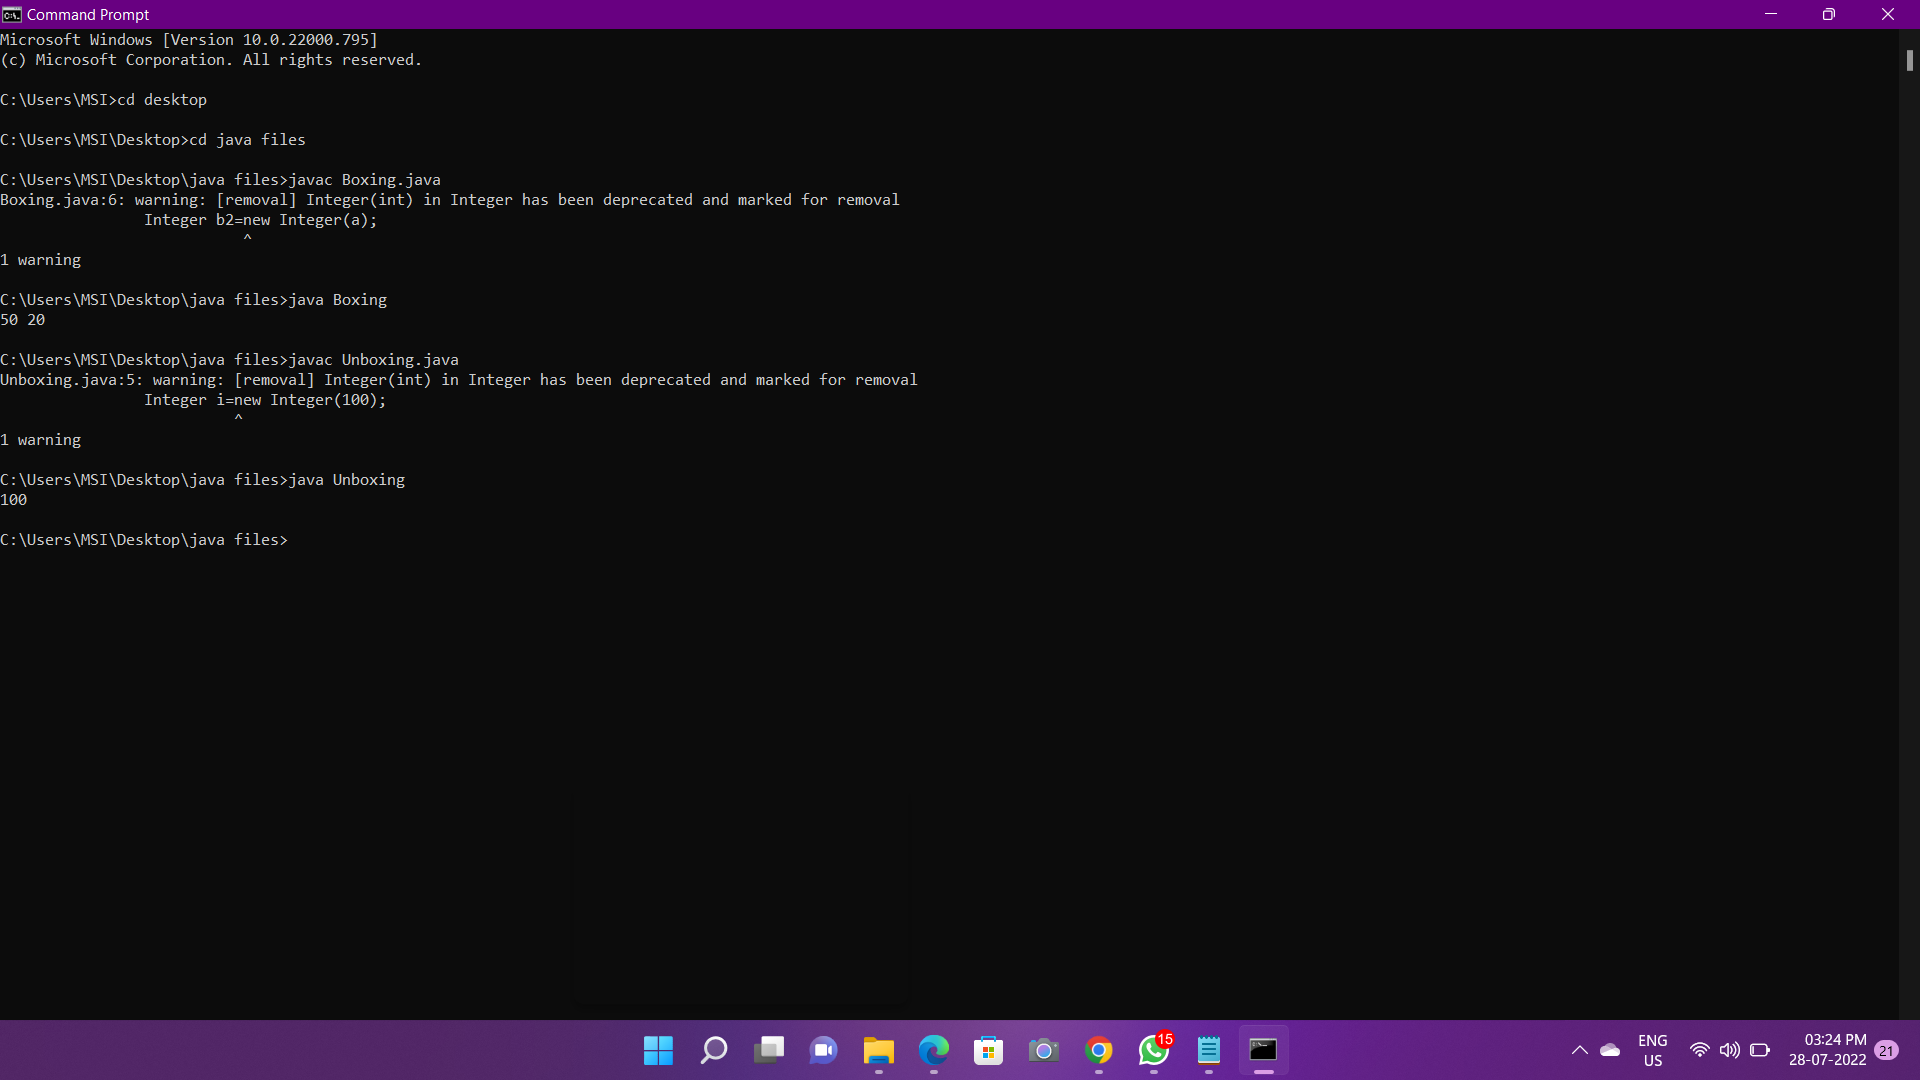 Command Prompt
Microsoft Windows [Version 10.0.22000.795]
(c) Microsoft Corporation. All rights reserved.
C:\Users\MSI>cd desktop
C:\Users\MSI\Desktop>cd java files
C:\Users\MSI\Desktop\java files>javac Boxing.java
Boxing.java:6: warning: [removal] Integer(int) in Integer has been deprecated and marked for removal
                Integer b2=new Integer(a);
                           ^
1 warning
C:\Users\MSI\Desktop\java files>java Boxing
50 20
C:\Users\MSI\Desktop\java files>javac Unboxing.java
Unboxing.java:5: warning: [removal] Integer(int) in Integer has been deprecated and marked for removal
                Integer i=new Integer(100);
                          ^
1 warning
C:\Users\MSI\Desktop\java files>java Unboxing
100
C:\Users\MSI\Desktop\java files>
15
ENG
US
03:24 PM
28-07-2022
21